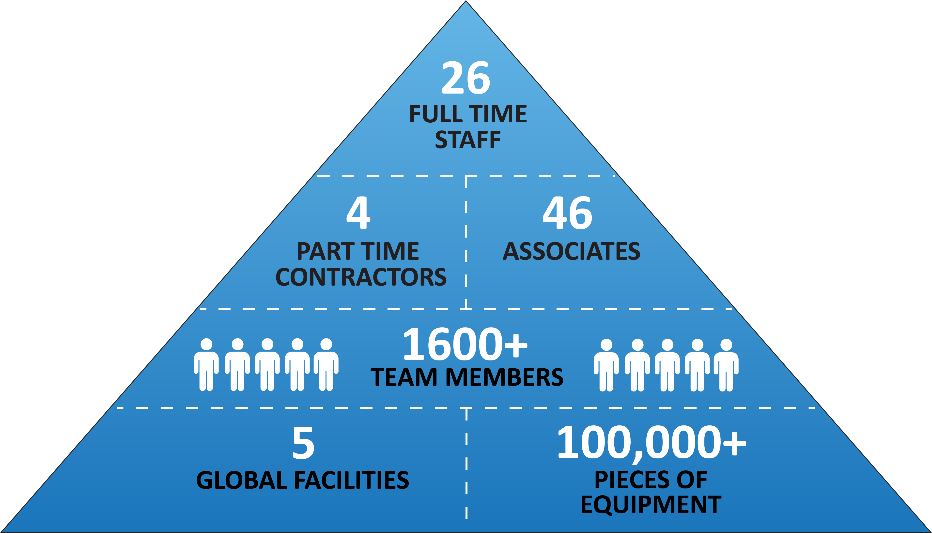 26
FULL TIME
STAFF
4
PART TIME
CONTRACTORS
46
ASSOCIATES
1600+
TEAM MEMBERS
5
GLOBAL FACILITIES
100,000+
PIECES OF
EQUIPMENT